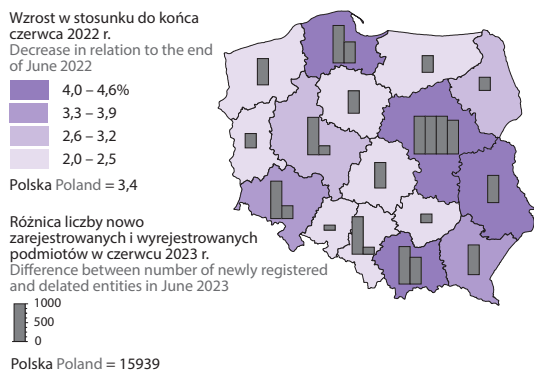 Wzrost w stosunku do końca
czerwca 2022 r.
Decrease in relation to the end
of June 2022
4,0 – 4,6%
3,3 – 3,9
2,6 – 3,2
2,0 – 2,5
Polska Poland = 3,4
Różnica liczby nowo
zarejestrowanych i wyrejestrowanych
podmiotów w czerwcu 2023 r.
Difference between number of newly registered
and delated entities in June 2023
1000
500
0
Polska Poland = 15939